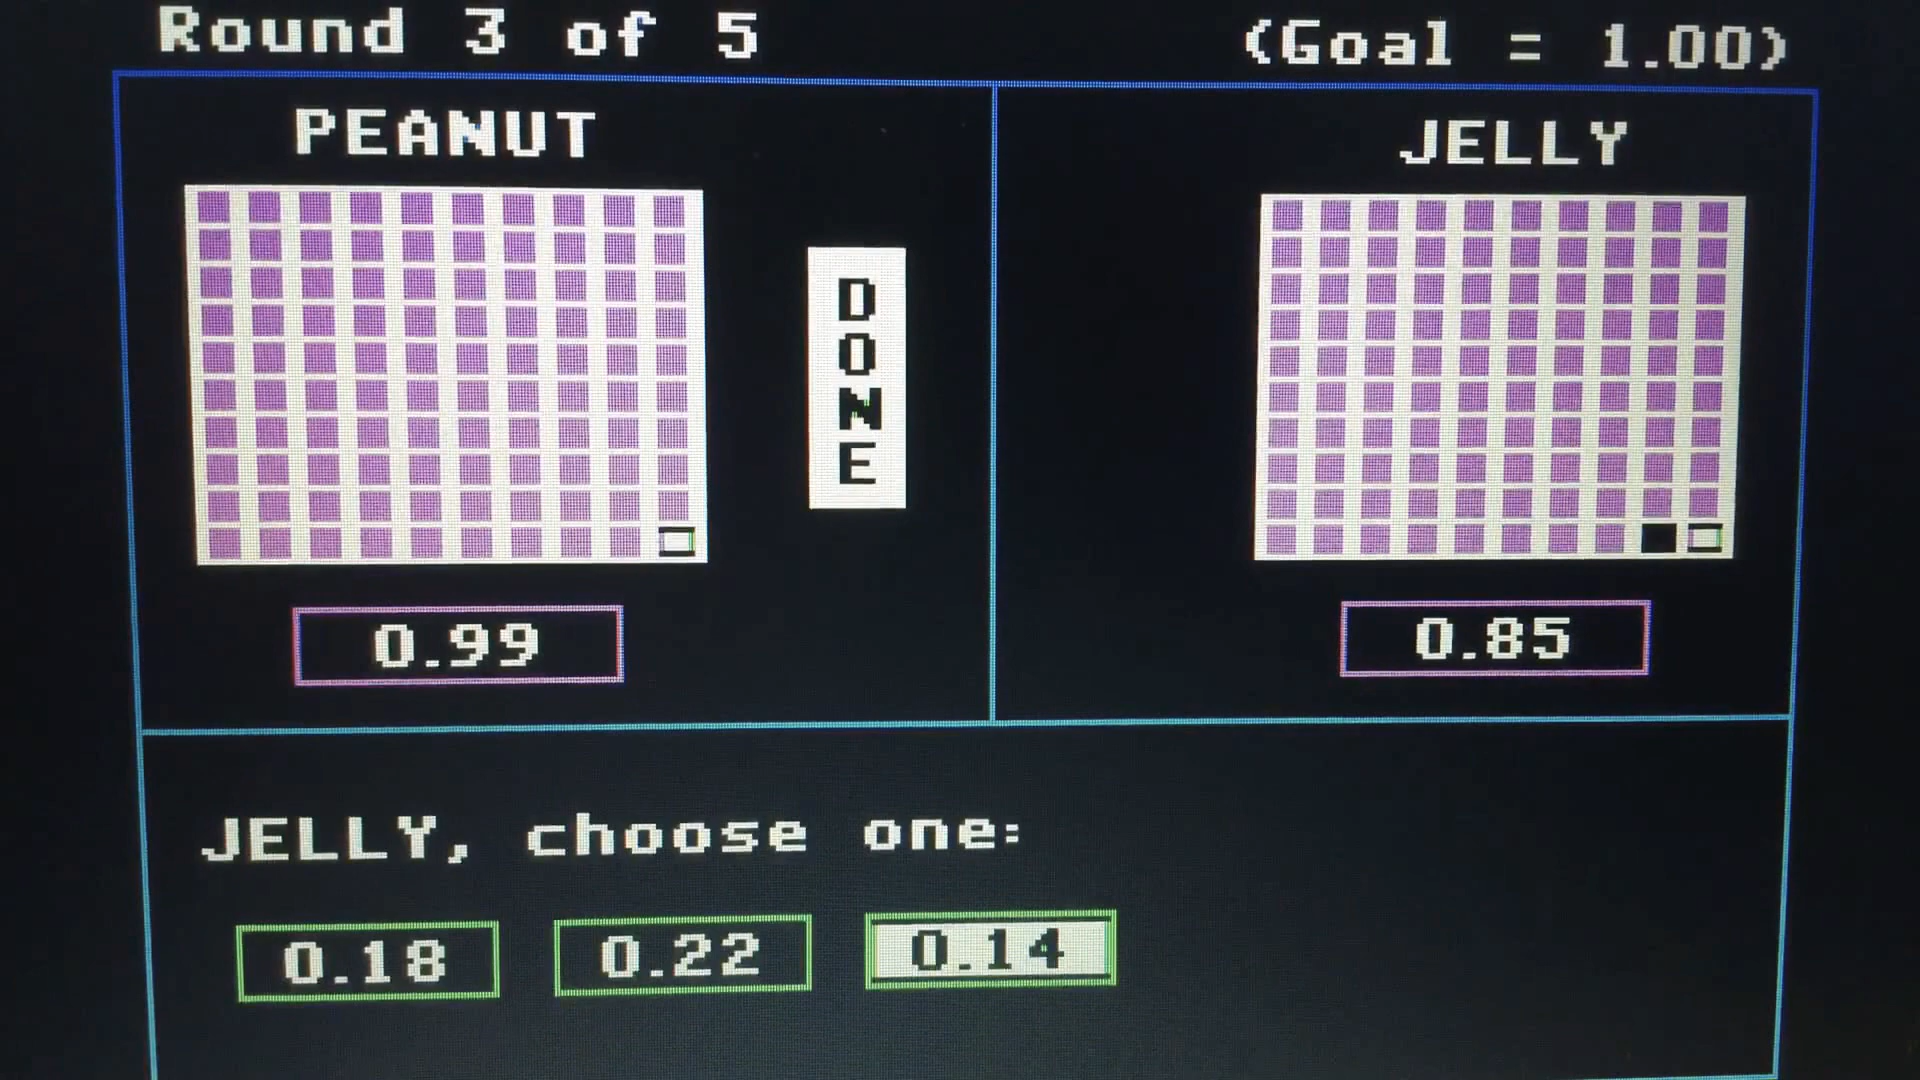 Round 3 of 5
(Goal = 1.00)
PEANUT
JELLY
DONE
0.99
0.85
JELLY, choose one:
0.18
0.22
0.14